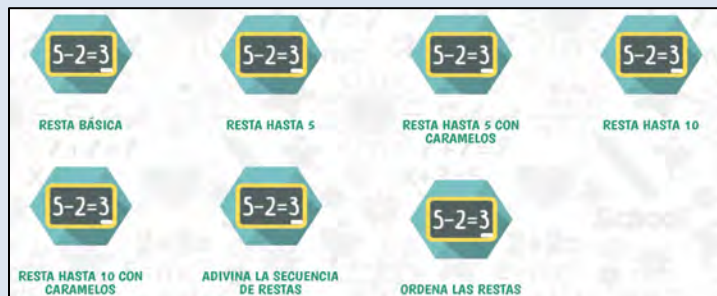 5-2=3
5-2=3
5-2=3
5-2=3
RESTA BÁSICA
RESTA HASTA 5
RESTA HASTA 5 CON
CARAMELOS
RESTA HASTA 10
5-2=3
5-2=3
5-2=3
RESTA HASTA 10 CON
CARAMELOS
ADIVINA LA SECUENCIA
DE RESTAS
ORDENA LAS RESTAS